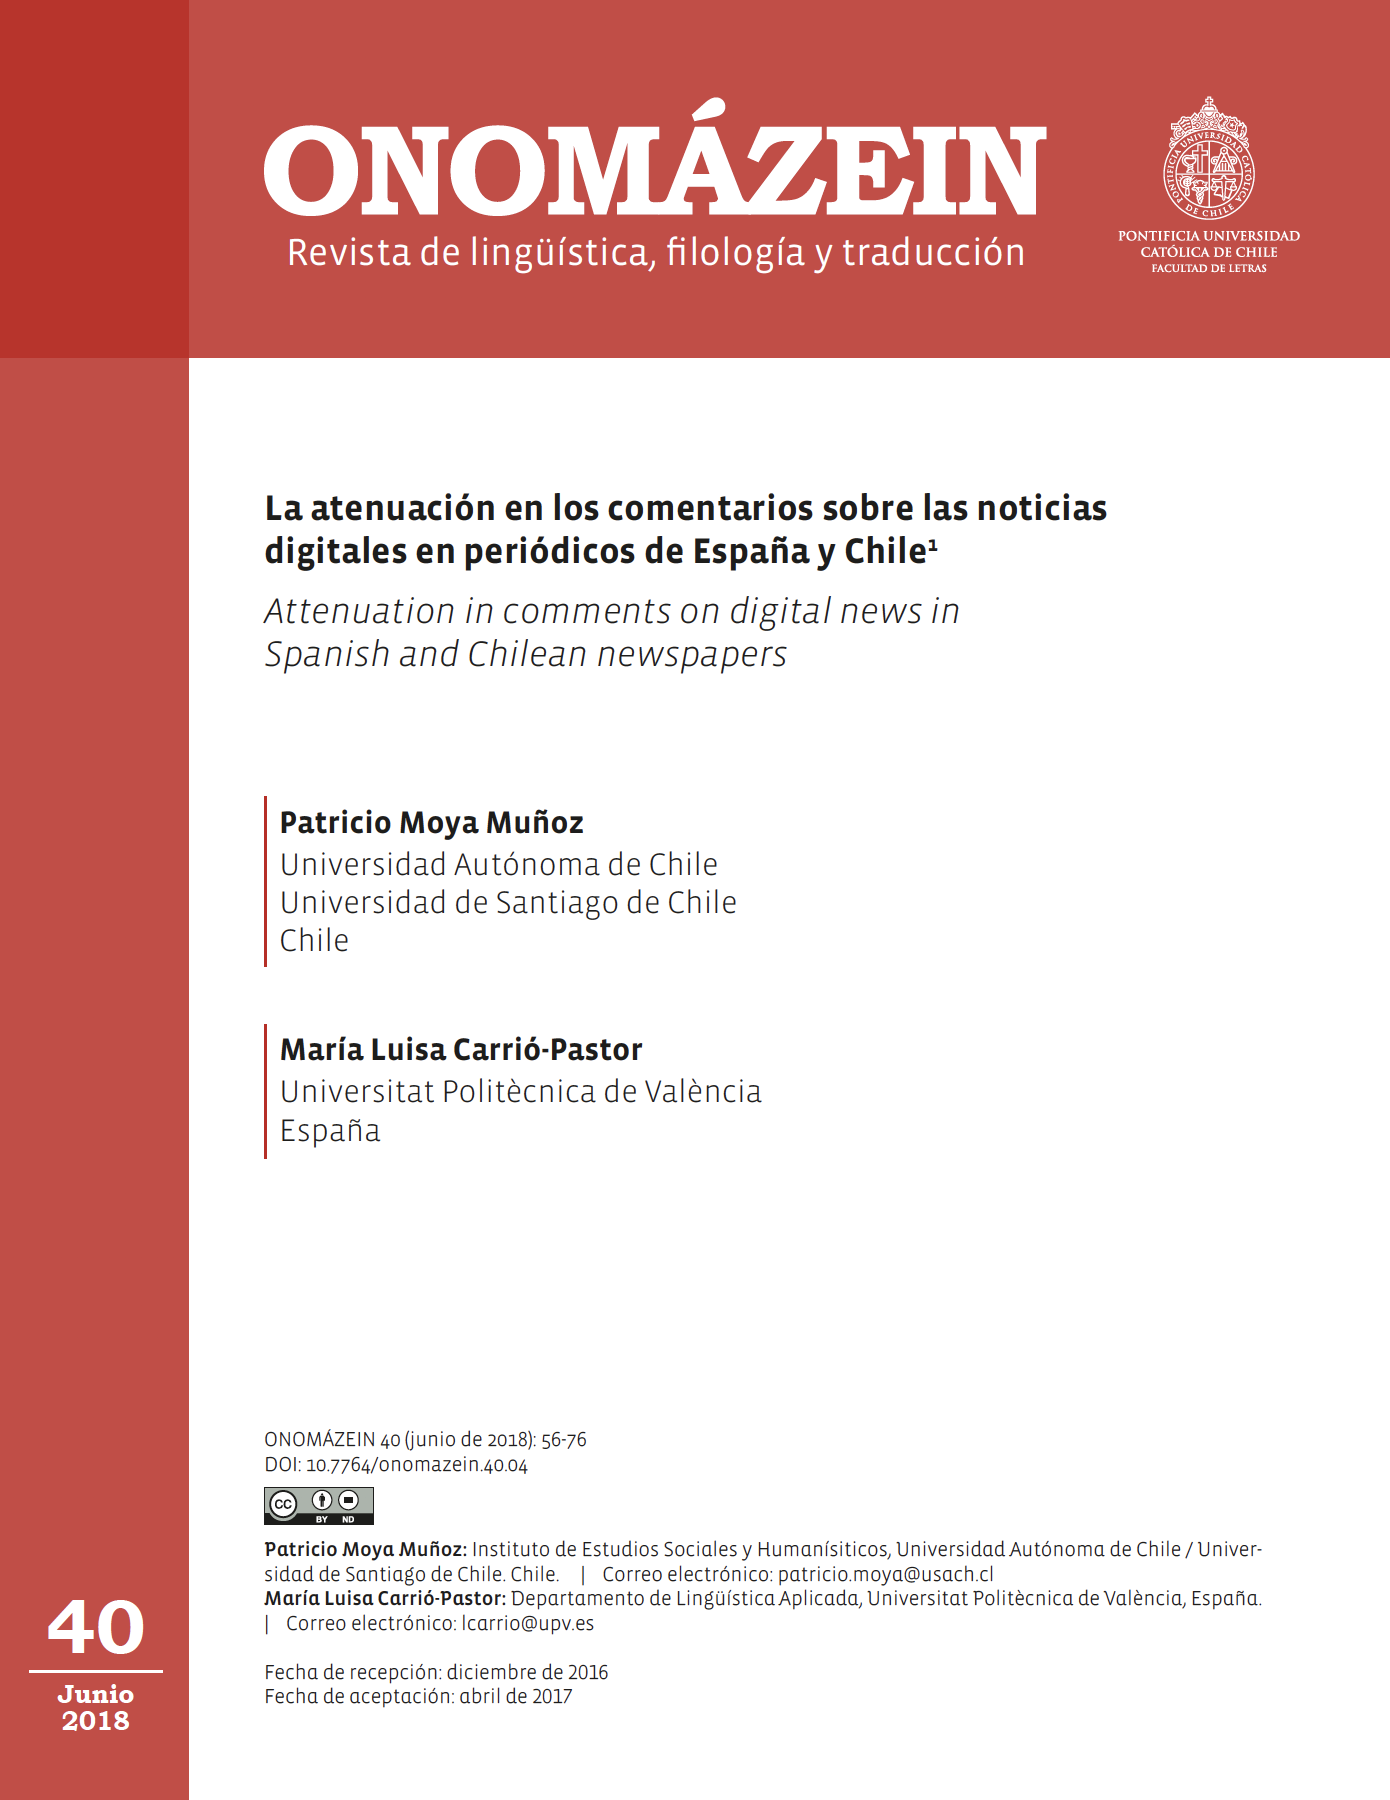 ONOMÁZEIN
Revista de lingüística, filología y traducción
PONTIFICIA UNIVERSIDAD CATÓLICA DE CHILE
PONTIFICIA UNIVERSIDAD
CATÓLICA DE CHILE
FACULTAD DE LETRAS
La atenuación en los comentarios sobre las noticias
digitales en periódicos de España y Chile¹
Attenuation in comments on digital news in
Spanish and Chilean newspapers
Patricio Moya Muñoz
Universidad Autónoma de Chile
Universidad de Santiago de Chile
Chile
María Luisa Carrió-Pastor
Universitat Politècnica de València
España
ONOMÁZEIN 40 (junio de 2018): 56-76
DOI: 10.7764/onomazein.40.04
CC BY ND
Patricio Moya Muñoz: Instituto de Estudios Sociales y Humanísiticos, Universidad Autónoma de Chile / Univer-
sidad de Santiago de Chile. Chile. | Correo electrónico: patricio.moya@usach.cl
María Luisa Carrió-Pastor: Departamento de Lingüística Aplicada, Universitat Politècnica de València, España.
| Correo electrónico: lcarrio@upv.es
Fecha de recepción: diciembre de 2016
Fecha de aceptación: abril de 2017
40
Junio
2018